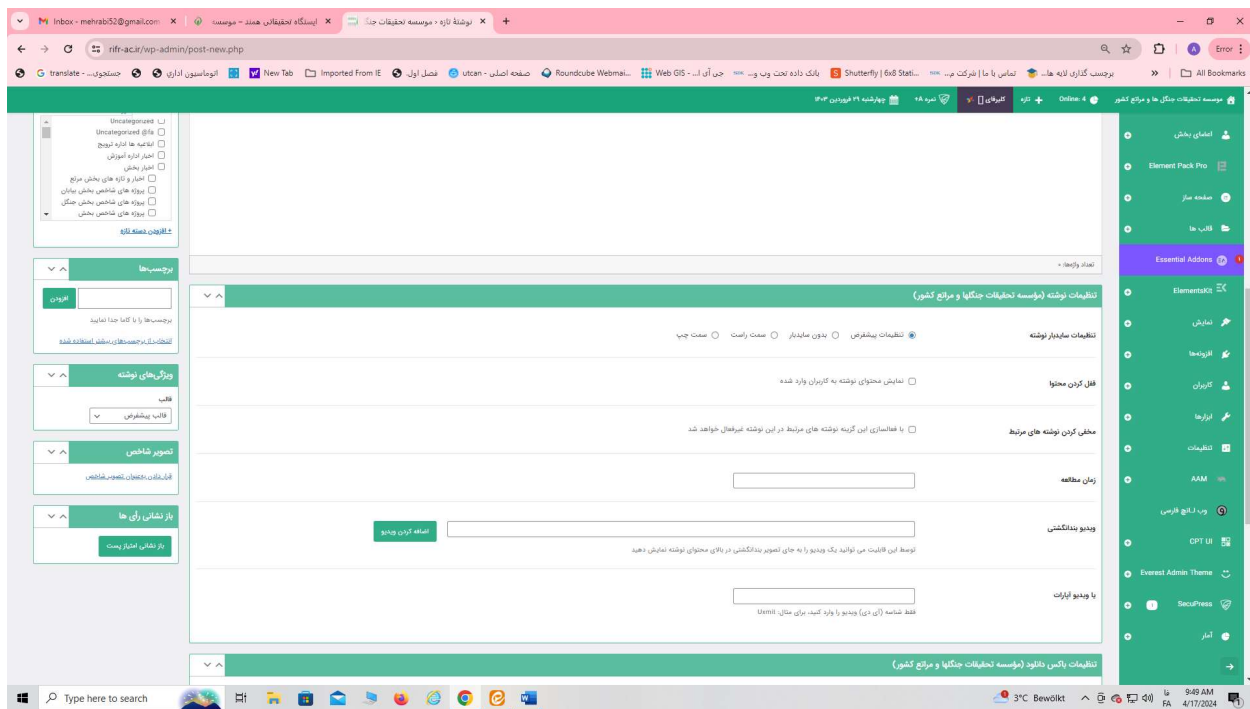 Inbox - mehrabi52@gmail.com
ایستگاه تحقیقاتی همند – موسسه
نوشتهٔ تازه ‹ موسسه تحقیقات جنگ
rifr-ac.ir/wp-admin/post-new.php
Error
translate - جستجوی...
اتوماسیون اداری
New Tab
Imported From IE
فصل اول
utcan - صفحه اصلی
Roundcube Webmai...
Web GIS - جی آی ا...
بانک داده تحت وب و...
Shutterfly | 6x8 Stati...
تماس با ما | شرکت م...
برچسب گذاری لایه ها...
All Bookmarks
موسسه تحقیقات جنگل ها و مراتع کشور
Online: 4
تازه
نمره A+
چهارشنبه ۲۹ فروردین ۱۴۰۳
Uncategorized
Uncategorized @fa
ابلاغیه ها اداره ترویج
اخبار اداره آموزش
اخبار بخش
اخبار و تازه های بخش مرتع
پروژه های شاخص بخش بیابان
پروژه های شاخص بخش جنگل
پروژه های شاخص بخش
+ افزودن دسته تازه
برچسب‌ها
افزودن
برچسب‌ها را با کاما جدا نمایید
انتخاب از برچسب‌های بیشتر استفاده شده
ویژگی‌های نوشته
قالب
قالب پیشفرض
تصویر شاخص
قرار دادن به‌عنوان تصویر شاخص
باز نشانی رأی ها
باز نشانی امتیاز پست
تعداد واژه‌ها: ۰
تنظیمات نوشته (مؤسسه تحقیقات جنگلها و مراتع کشور)
تنظیمات سایدبار نوشته
تنظیمات پیشفرض
بدون سایدبار
سمت راست
سمت چپ
قفل کردن محتوا
نمایش محتوای نوشته به کاربران وارد شده
مخفی کردن نوشته های مرتبط
با فعالسازی این گزینه نوشته های مرتبط در این نوشته غیرفعال خواهد شد
زمان مطالعه
ویدیو بندانگشتی
اضافه کردن ویدیو
توسط این قابلیت می توانید یک ویدیو را به جای تصویر بندانگشتی در بالای محتوای نوشته نمایش دهید
یا ویدیو آپارات
فقط شناسه (آی دی) ویدیو را وارد کنید، برای مثال: Uxmil
تنظیمات باکس دانلود (مؤسسه تحقیقات جنگلها و مراتع کشور)
اعضای بخش
Element Pack Pro
صفحه ساز
قالب ها
Essential Addons
1
ElementsKit
نمایش
افزونه‌ها
کاربران
ابزارها
تنظیمات
AAM
وب لانچ فارسی
CPT UI
Everest Admin Theme
SecuPress
آمار
Type here to search
3°C Bewölkt
فا
FA
9:49 AM
4/17/2024